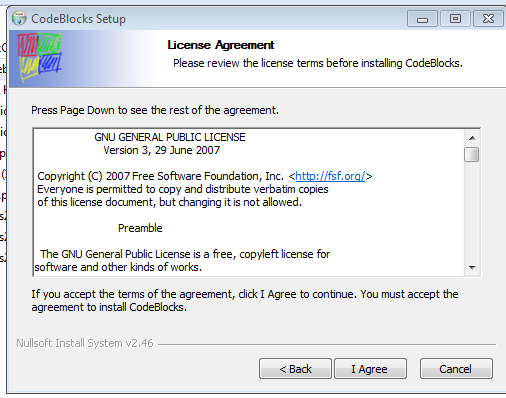 CodeBlocks Setup
License Agreement
Please review the license terms before installing CodeBlocks.
Press Page Down to see the rest of the agreement.
GNU GENERAL PUBLIC LICENSE
Version 3, 29 June 2007
Copyright (C) 2007 Free Software Foundation, Inc. <http://fsf.org/>
Everyone is permitted to copy and distribute verbatim copies
of this license document, but changing it is not allowed.
Preamble
The GNU General Public License is a free, copyleft license for
software and other kinds of works.
If you accept the terms of the agreement, click I Agree to continue. You must accept the
agreement to install CodeBlocks.
Nullsoft Install System v2.46
< Back
I Agree
Cancel